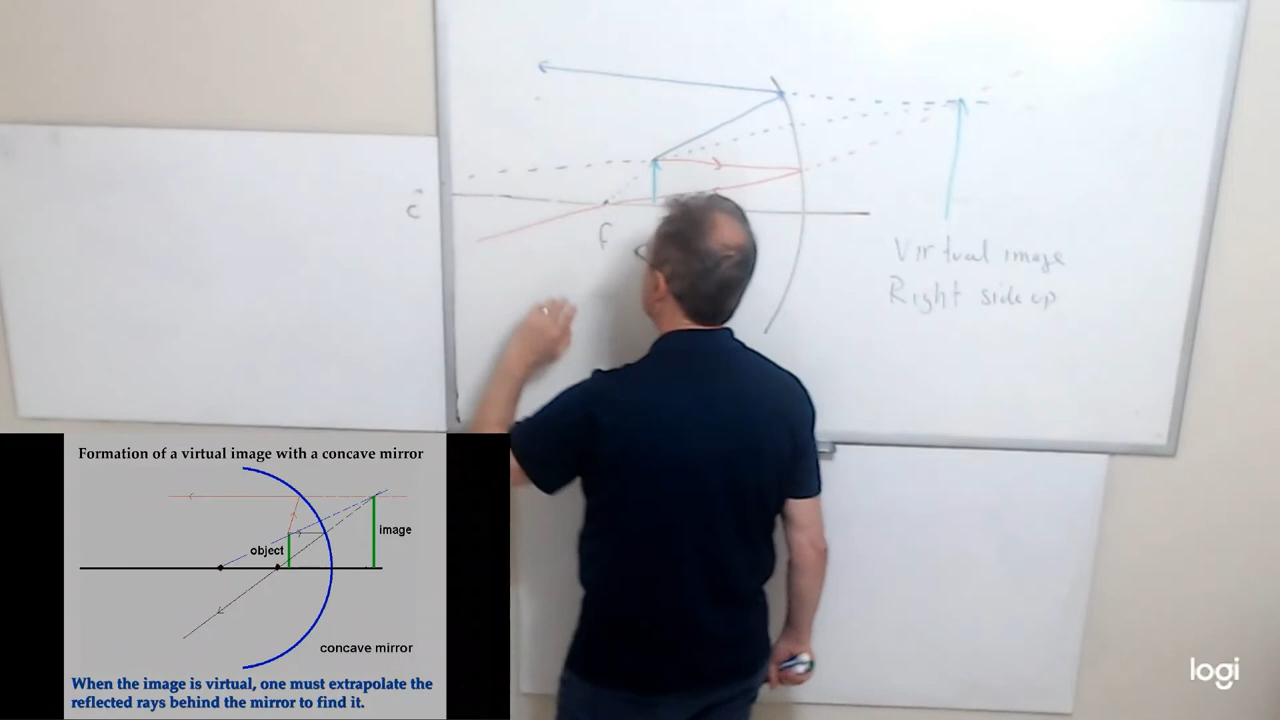 C
f
Virtual image
Right side up
Formation of a virtual image with a concave mirror
image
object
concave mirror
When the image is virtual, one must extrapolate the
reflected rays behind the mirror to find it.
logi